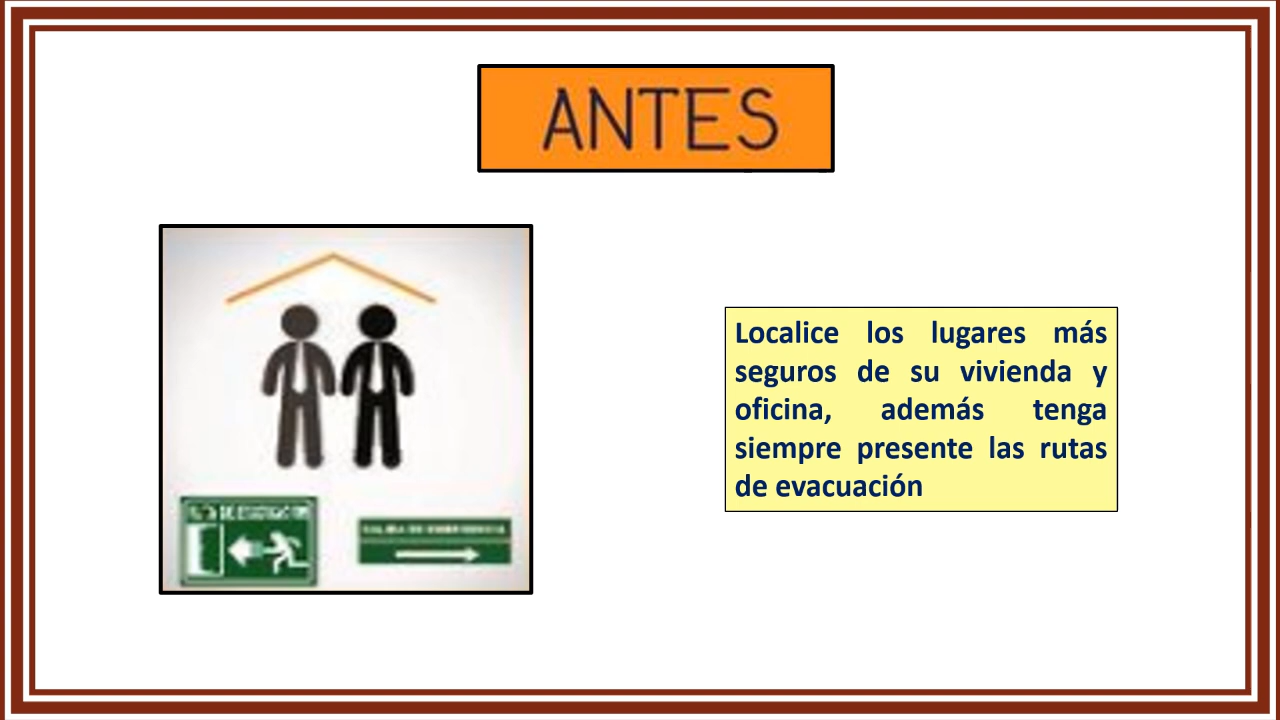 ANTES
Localice los lugares más
seguros de su vivienda y
oficina, además tenga
siempre presente las rutas
de evacuación